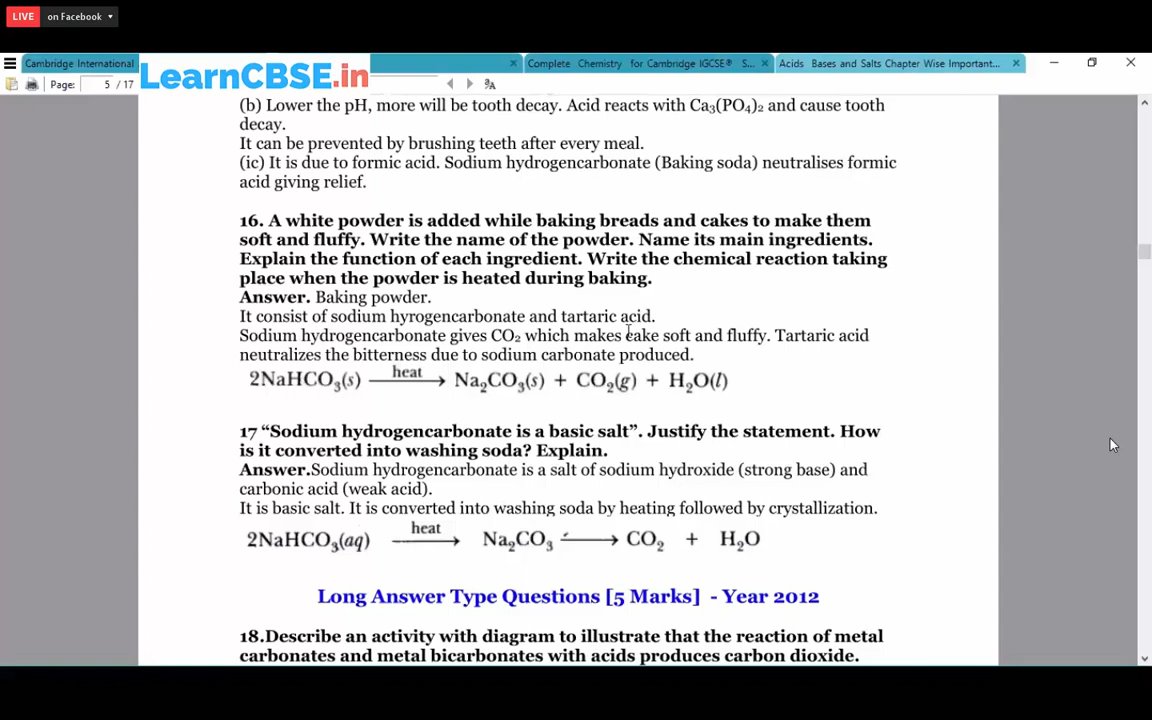 LIVE on Facebook
Cambridge International
Complete Chemistry for Cambridge IGCSE® S...
Acids Bases and Salts Chapter Wise Important...
LearnCBSE.in
Page: 5 / 17
(b) Lower the pH, more will be tooth decay. Acid reacts with Ca₃(PO₄)₂ and cause tooth
decay.
It can be prevented by brushing teeth after every meal.
(ic) It is due to formic acid. Sodium hydrogencarbonate (Baking soda) neutralises formic
acid giving relief.
16. A white powder is added while baking breads and cakes to make them
soft and fluffy. Write the name of the powder. Name its main ingredients.
Explain the function of each ingredient. Write the chemical reaction taking
place when the powder is heated during baking.
Answer. Baking powder.
It consist of sodium hyrogencarbonate and tartaric acid.
Sodium hydrogencarbonate gives CO₂ which makes cake soft and fluffy. Tartaric acid
neutralizes the bitterness due to sodium carbonate produced.
2NaHCO₃(s) heat⟶ Na₂CO₃(s) + CO₂(g) + H₂O(l)
17 “Sodium hydrogencarbonate is a basic salt”. Justify the statement. How
is it converted into washing soda? Explain.
Answer.Sodium hydrogencarbonate is a salt of sodium hydroxide (strong base) and
carbonic acid (weak acid).
It is basic salt. It is converted into washing soda by heating followed by crystallization.
2NaHCO₃(aq) heat⟶ Na₂CO₃ ⟶ CO₂ + H₂O
Long Answer Type Questions [5 Marks] - Year 2012
18.Describe an activity with diagram to illustrate that the reaction of metal
carbonates and metal bicarbonates with acids produces carbon dioxide.